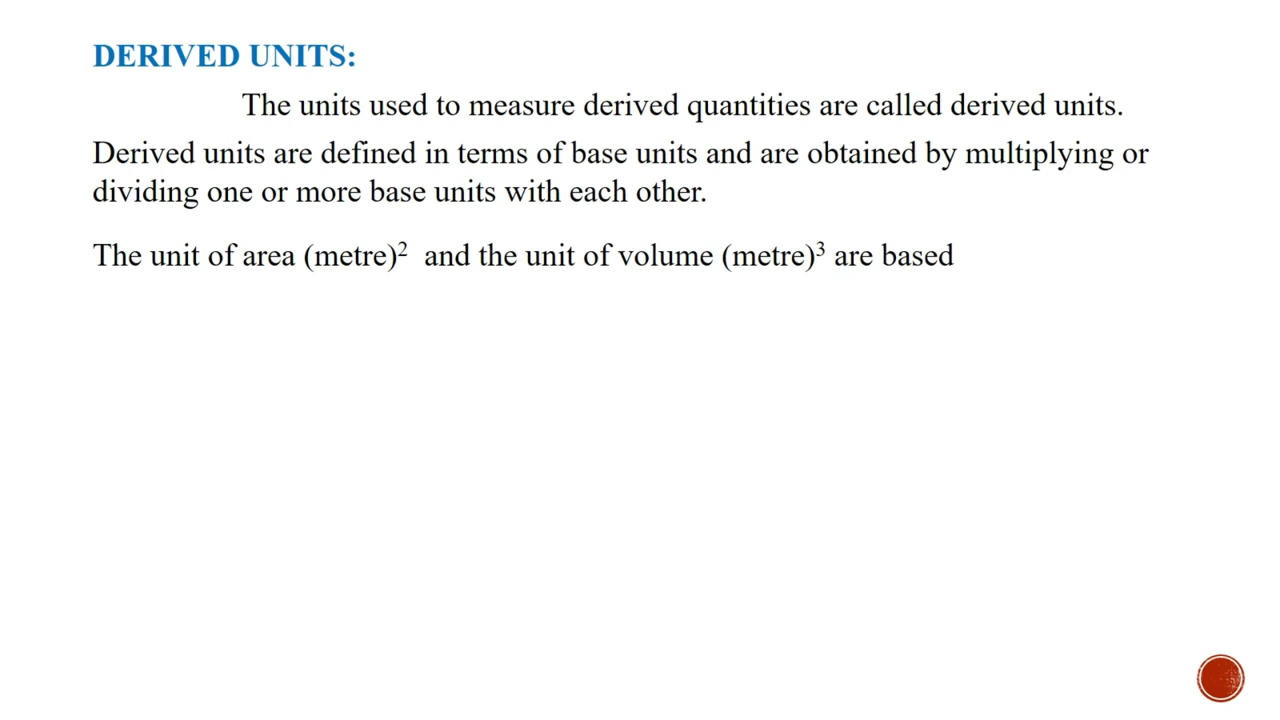 DERIVED UNITS:
The units used to measure derived quantities are called derived units.
Derived units are defined in terms of base units and are obtained by multiplying or
dividing one or more base units with each other.
The unit of area (metre)² and the unit of volume (metre)³ are based